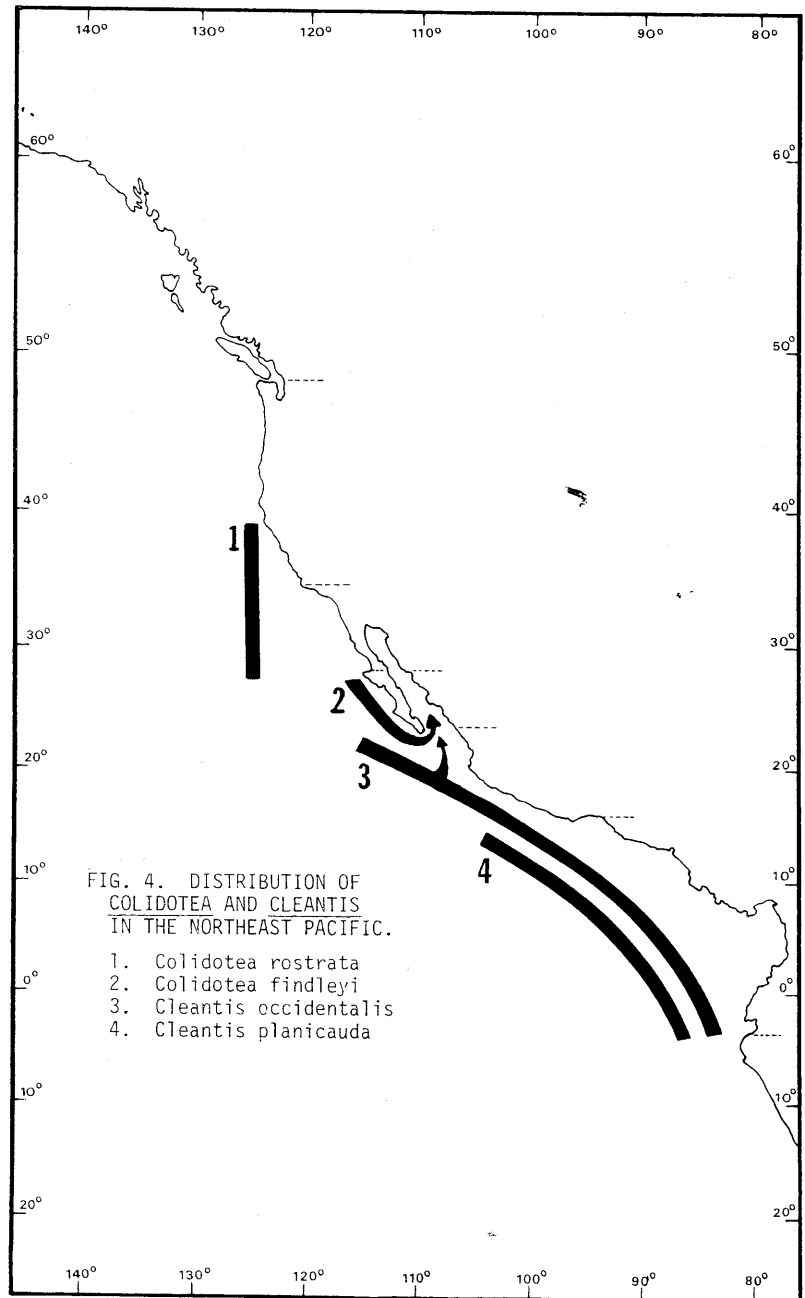 140° 130° 120° 110° 100° 90° 80°
60° 60°
50° 50°
40° 40°
1
30° 30°
2
3
20° 20°
4
10° 10°
FIG. 4. DISTRIBUTION OF
COLIDOTEA AND CLEANTIS
IN THE NORTHEAST PACIFIC.
1. Colidotea rostrata
2. Colidotea findleyi
0° 0°
3. Cleantis occidentalis
4. Cleantis planicauda
10° 10°
20° 20°
140° 130° 120° 110° 100° 90° 80°